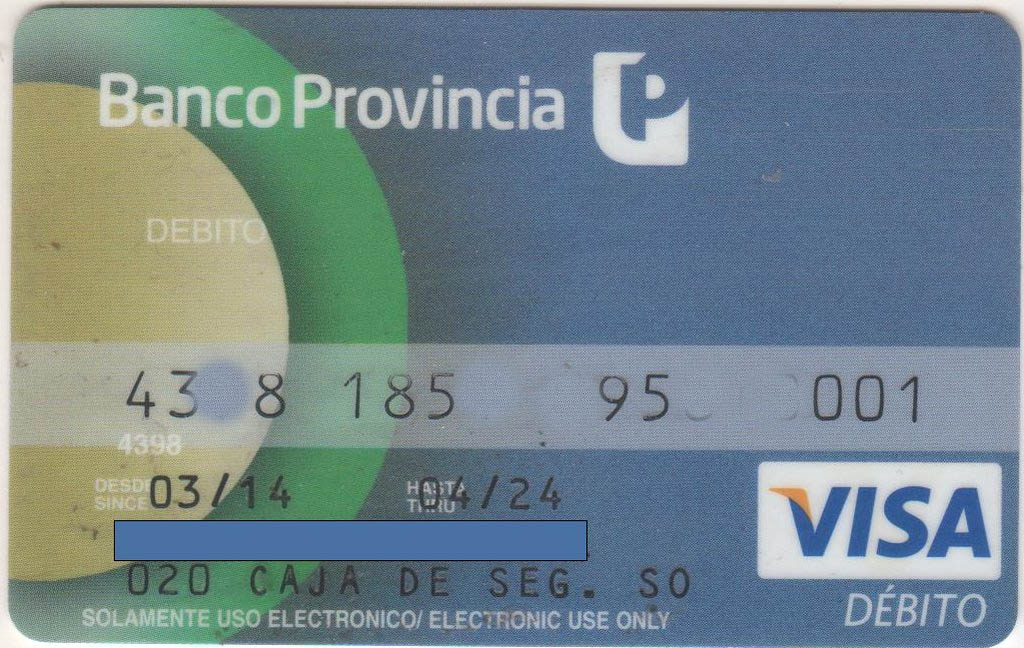 Banco Provincia
DEBITO
43 8 185 95 001
4398
DESDE SINCE 03/14 HASTA THRU 04/24
020 CAJA DE SEG. SO
SOLAMENTE USO ELECTRONICO/ ELECTRONIC USE ONLY
VISA
DÉBITO